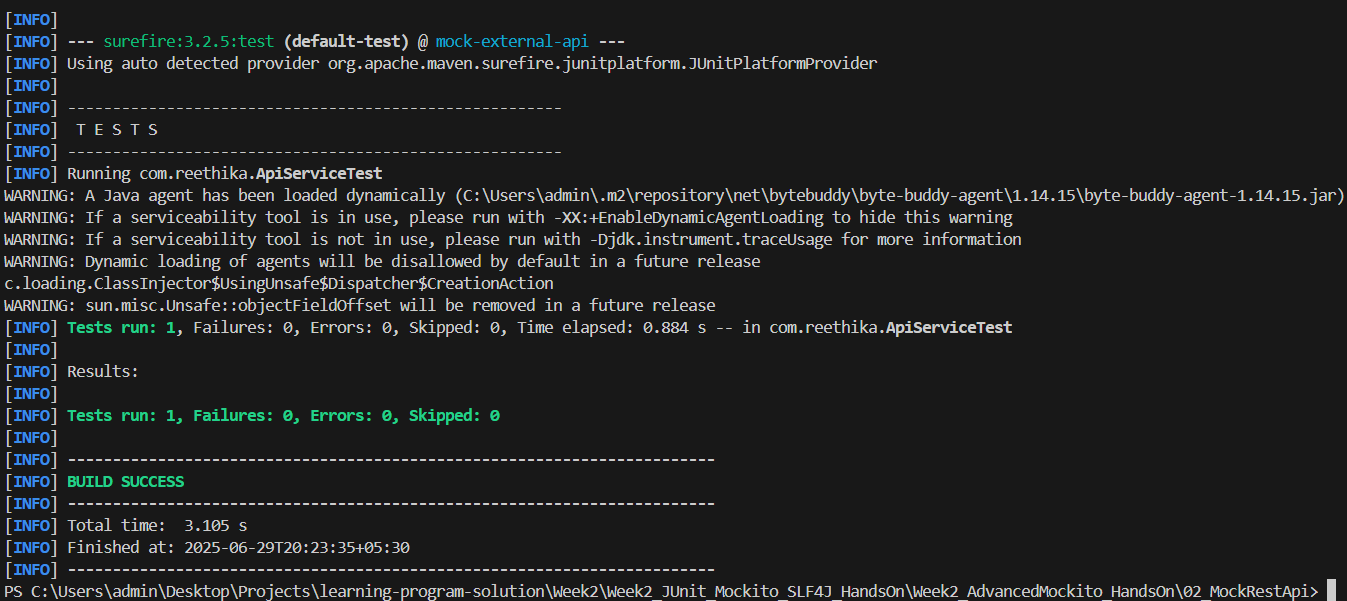 [INFO]
[INFO] --- surefire:3.2.5:test (default-test) @ mock-external-api ---
[INFO] Using auto detected provider org.apache.maven.surefire.junitplatform.JUnitPlatformProvider
[INFO]
[INFO] -------------------------------------------------------
[INFO]  T E S T S
[INFO] -------------------------------------------------------
[INFO] Running com.reethika.ApiServiceTest
WARNING: A Java agent has been loaded dynamically (C:\Users\admin\.m2\repository\net\bytebuddy\byte-buddy-agent\1.14.15\byte-buddy-agent-1.14.15.jar)
WARNING: If a serviceability tool is in use, please run with -XX:+EnableDynamicAgentLoading to hide this warning
WARNING: If a serviceability tool is not in use, please run with -Djdk.instrument.traceUsage for more information
WARNING: Dynamic loading of agents will be disallowed by default in a future release
c.loading.ClassInjector$UsingUnsafe$Dispatcher$CreationAction
WARNING: sun.misc.Unsafe::objectFieldOffset will be removed in a future release
[INFO] Tests run: 1, Failures: 0, Errors: 0, Skipped: 0, Time elapsed: 0.884 s -- in com.reethika.ApiServiceTest
[INFO]
[INFO] Results:
[INFO]
[INFO] Tests run: 1, Failures: 0, Errors: 0, Skipped: 0
[INFO]
[INFO] ------------------------------------------------------------------------
[INFO] BUILD SUCCESS
[INFO] ------------------------------------------------------------------------
[INFO] Total time:  3.105 s
[INFO] Finished at: 2025-06-29T20:23:35+05:30
[INFO] ------------------------------------------------------------------------
PS C:\Users\admin\Desktop\Projects\learning-program-solution\Week2\Week2_JUnit_Mockito_SLF4J_HandsOn\Week2_AdvancedMockito_HandsOn\02_MockRestApi>